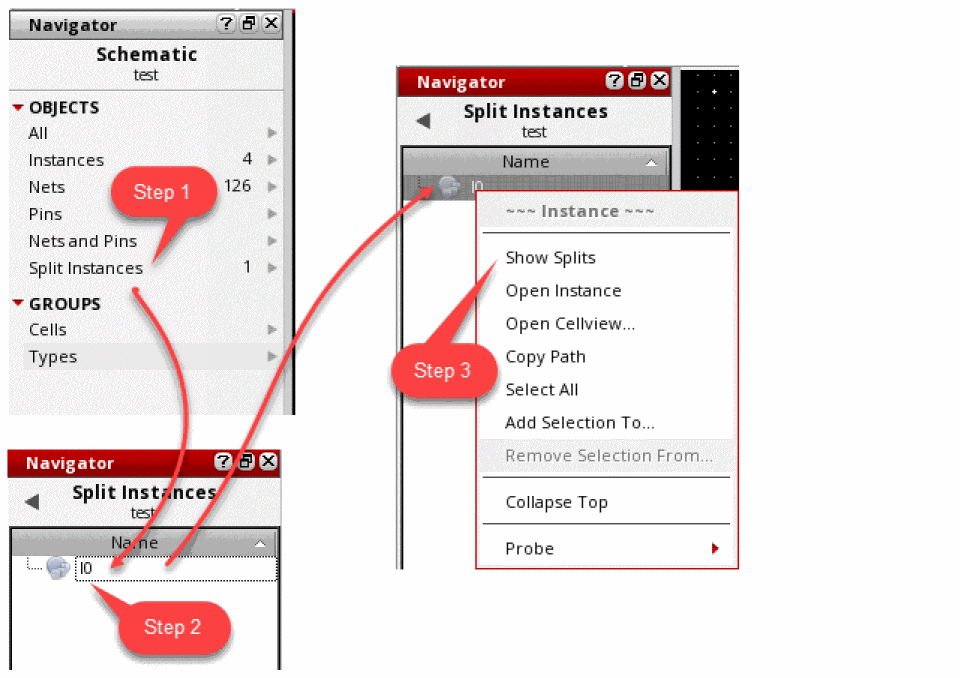 Navigator
Schematic
test
OBJECTS
All
Instances 4
Nets 126
Pins
Nets and Pins
Split Instances 1
GROUPS
Cells
Types
Step 1
Navigator
Split Instances
test
Name
I0
Step 2
Navigator
Split Instances
test
Name
I0
~~~ Instance ~~~
Show Splits
Open Instance
Open Cellview...
Copy Path
Select All
Add Selection To...
Remove Selection From...
Collapse Top
Probe
Step 3